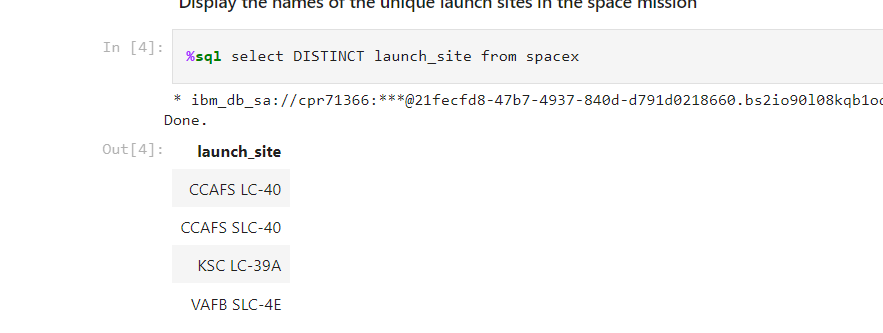 Display the names of the unique launch sites in the space mission
In [4]: %sql select DISTINCT launch_site from spacex
* ibm_db_sa://cpr71366:***@21fecfd8-47b7-4937-840d-d791d0218660.bs2io90l08kqb1oc
Done.
Out[4]: launch_site
CCAFS LC-40
CCAFS SLC-40
KSC LC-39A
VAFB SLC-4E